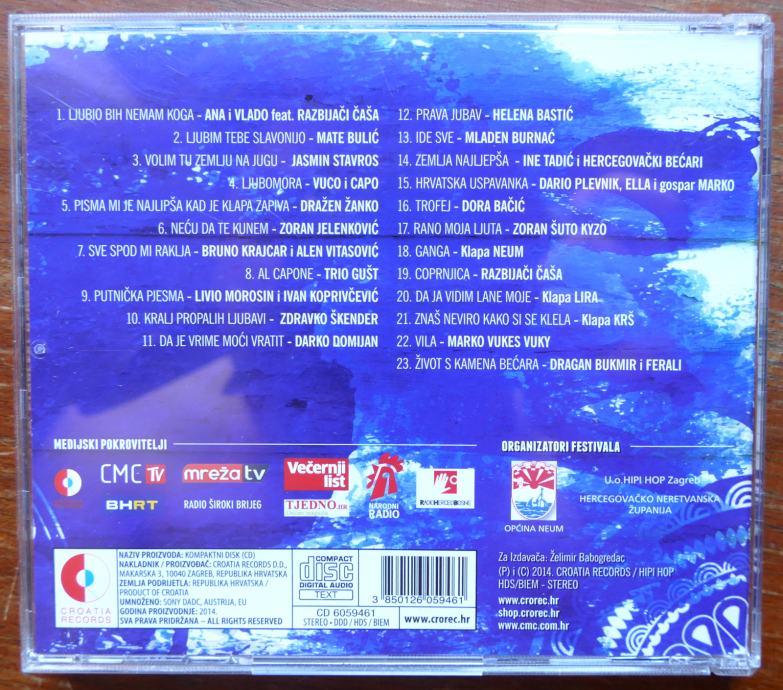 1. LJUBIO BIH NEMAM KOGA - ANA i VLADO feat. RAZBIJAČI ČAŠA
2. LJUBIM TEBE SLAVONIJO - MATE BULIĆ
3. VOLIM TU ZEMLJU NA JUGU - JASMIN STAVROS
4. LJUBOMORA - VUCO i CAPO
5. PISMA MI JE NAJLIPŠA KAD JE KLAPA ZAPIVA - DRAŽEN ŽANKO
6. NEĆU DA TE KUNEM - ZORAN JELENKOVIĆ
7. SVE SPOD MI RAKLJA - BRUNO KRAJCAR i ALEN VITASOVIĆ
8. AL CAPONE - TRIO GUŠT
9. PUTNIČKA PJESMA - LIVIO MOROSIN i IVAN KOPRIVČEVIĆ
10. KRALJ PROPALIH LJUBAVI - ZDRAVKO ŠKENDER
11. DA JE VRIME MOĆI VRATIT - DARKO DOMIJAN
12. PRAVA JUBAV - HELENA BASTIĆ
13. IDE SVE - MLADEN BURNAĆ
14. ZEMLJA NAJLJEPŠA - INE TADIĆ i HERCEGOVAČKI BEĆARI
15. HRVATSKA USPAVANKA - DARIO PLEVNIK, ELLA i gospar MARKO
16. TROFEJ - DORA BAČIĆ
17. RANO MOJA LJUTA - ZORAN ŠUTO KYZO
18. GANGA - Klapa NEUM
19. COPRNJICA - RAZBIJAČI ČAŠA
20. DA JA VIDIM LANE MOJE - Klapa LIRA
21. ZNAŠ NEVIRO KAKO SI SE KLELA - Klapa KRŠ
22. VILA - MARKO VUKES VUKY
23. ŽIVOT S KAMENA BEĆARA - DRAGAN BUKMIR i FERALI
MEDIJSKI POKROVITELJI
CMC TV
mreža tv
Večernji list
BHRT
RADIO ŠIROKI BRIJEG
TJEDNO.HR
NARODNI RADIO
RADIOHERCEGBOSNE
ORGANIZATORI FESTIVALA
OPĆINA NEUM
U.o.HIPI HOP Zagreb
HERCEGOVAČKO NERETVANSKA
ŽUPANIJA
CROATIA
RECORDS
NAZIV PROIZVODA: KOMPAKTNI DISK (CD)
NAKLADNIK / PROIZVOĐAČ: CROATIA RECORDS D.D.,
MAKARSKA 3, 10040 ZAGREB, REPUBLIKA HRVATSKA
ZEMLJA PODRIJETLA: REPUBLIKA HRVATSKA /
PRODUCT OF CROATIA
UMNOŽENO: SONY DADC, AUSTRIJA, EU
GODINA PROIZVODNJE: 2014.
SVA PRAVA PRIDRŽANA – ALL RIGHTS RESERVED
COMPACT
disc
DIGITAL AUDIO
TEXT
CD 6059461
STEREO • DDD / HDS / BIEM
3 850126 059461
www.crorec.hr
Za Izdavača: Želimir Babogredac
(P) i (C) 2014. CROATIA RECORDS / HIPI HOP
HDS/BIEM - STEREO
www.crorec.hr
shop.crorec.hr
www.cmc.com.hr